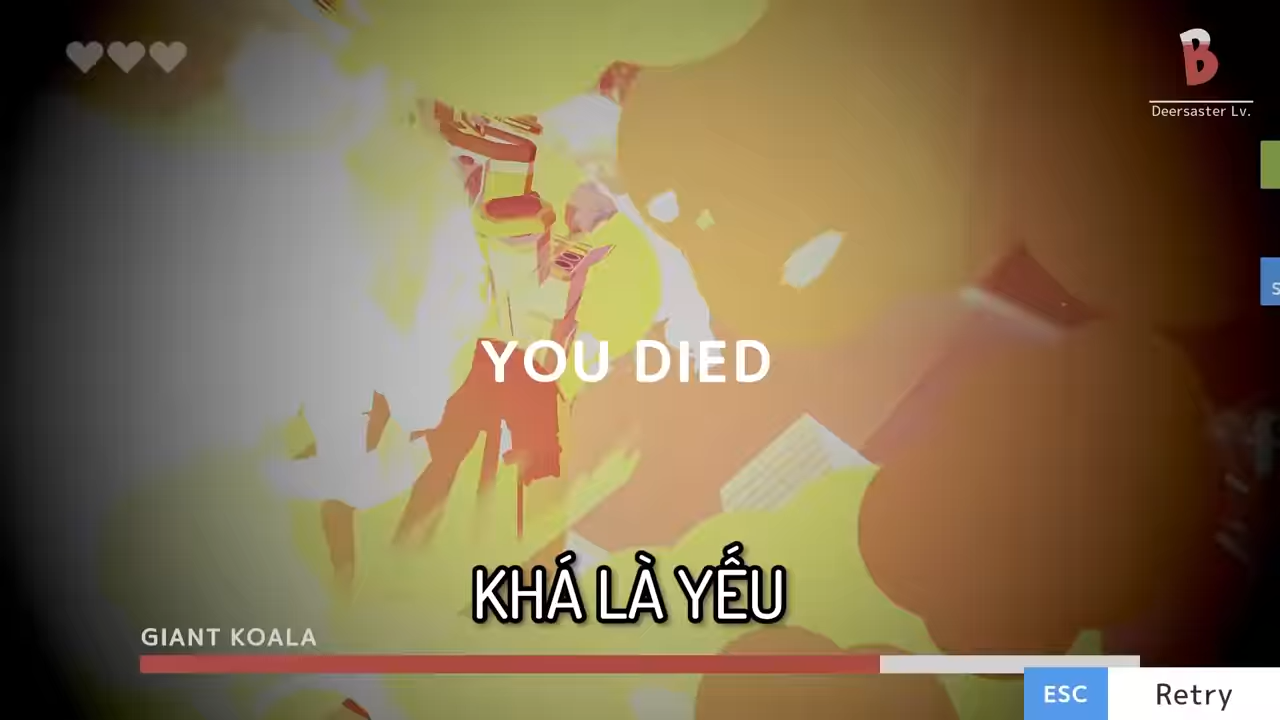 B
Deersaster Lv.
S
YOU DIED
KHÁ LÀ YẾU
GIANT KOALA
ESC Retry